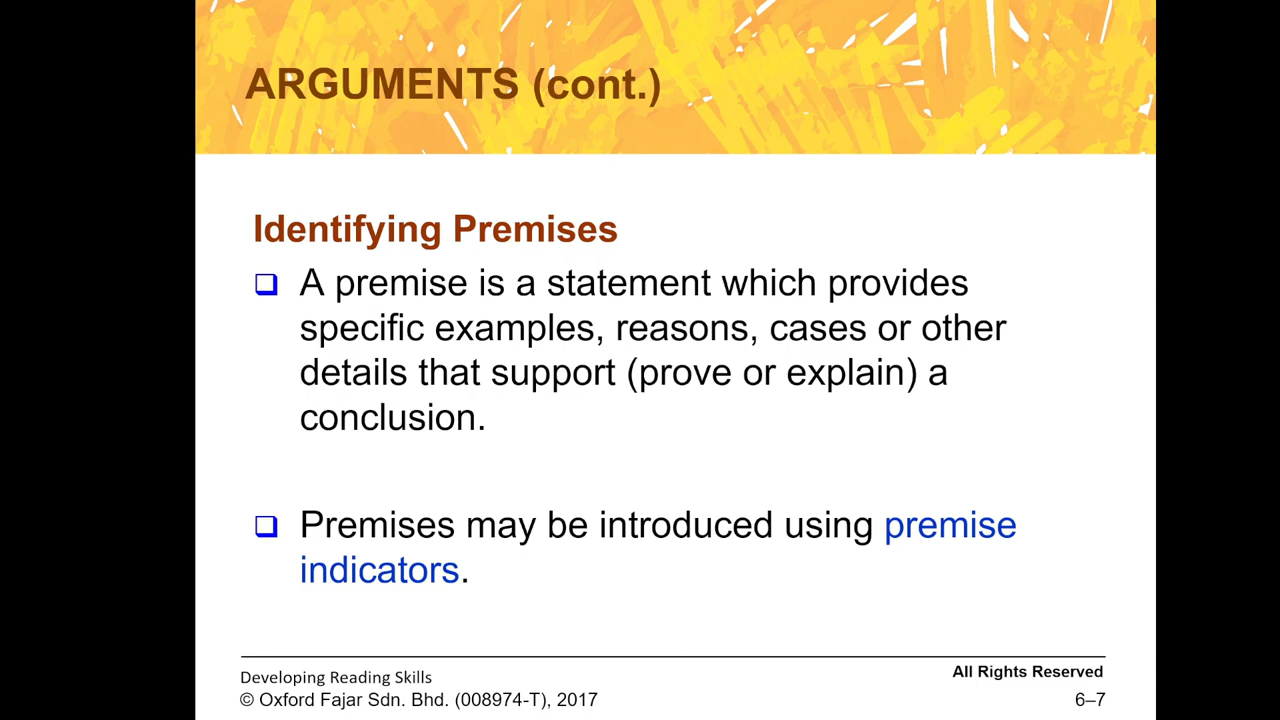 ARGUMENTS (cont.)
Identifying Premises
A premise is a statement which provides
specific examples, reasons, cases or other
details that support (prove or explain) a
conclusion.
Premises may be introduced using premise
indicators.
Developing Reading Skills
All Rights Reserved
© Oxford Fajar Sdn. Bhd. (008974-T), 2017
6–7